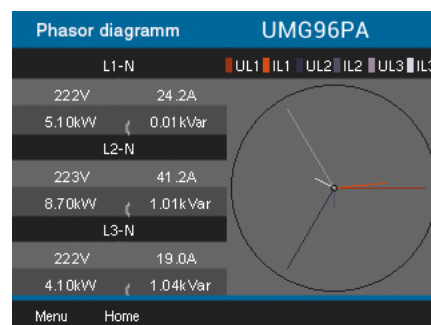 Phasor diagramm UMG96PA
L1-N UL1 IL1 UL2 IL2 UL3 IL3
222V 24.2A
5.10kW 0.01kVar
L2-N
223V 41.2A
8.70kW 1.01kVar
L3-N
222V 19.0A
4.10kW 1.04kVar
Menu Home